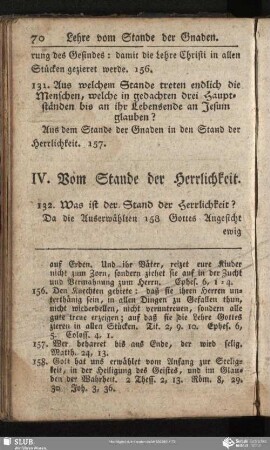 70 Lehre vom Stande der Gnaden.
rung des Gesindes: damit die Lehre Christi in allen
Stücken gezieret werde. 156.
131. Aus welchem Stande treten endlich die
Menschen, welche in gedachten drei Haupt-
ständen bis an ihr Lebensende an Jesum
glauben?
Aus dem Stande der Gnaden in den Stand der
Herrlichkeit. 157.
IV. Vom Stande der Herrlichkeit.
132. Was ist der Stand der Herrlichkeit?
Da die Auserwählten 158 Gottes Angesicht
ewig
auf Erden. Und ihr Väter, reizet eure Kinder
nicht zum Zorn, sondern ziehet sie auf in der Zucht
und Vermahnung zum Herrn. Ephes. 6, 1-4.
156. Den Knechten gebiete: daß sie ihren Herren un-
terthänig sein, in allen Dingen zu Gefallen thun,
nicht widerbellen, nicht veruntreuen, sondern alle
gute treue erzeigen; auf daß sie die Lehre Gottes
zieren in allen Stücken. Tit. 2, 9. 10. Ephes. 6,
5. Coloss. 4. 1.
157. Wer beharret bis ans Ende, der wird selig.
Matth. 24, 13.
158. Gott hat uns erwählet vom Anfang zur Selig-
keit, in der Heiligung des Geistes, und im Glau-
ben der Wahrheit. 2 Thess. 2, 13. Röm. 8, 29.
30 Joh. 3, 36.
SLUB
Wir führen Wissen.